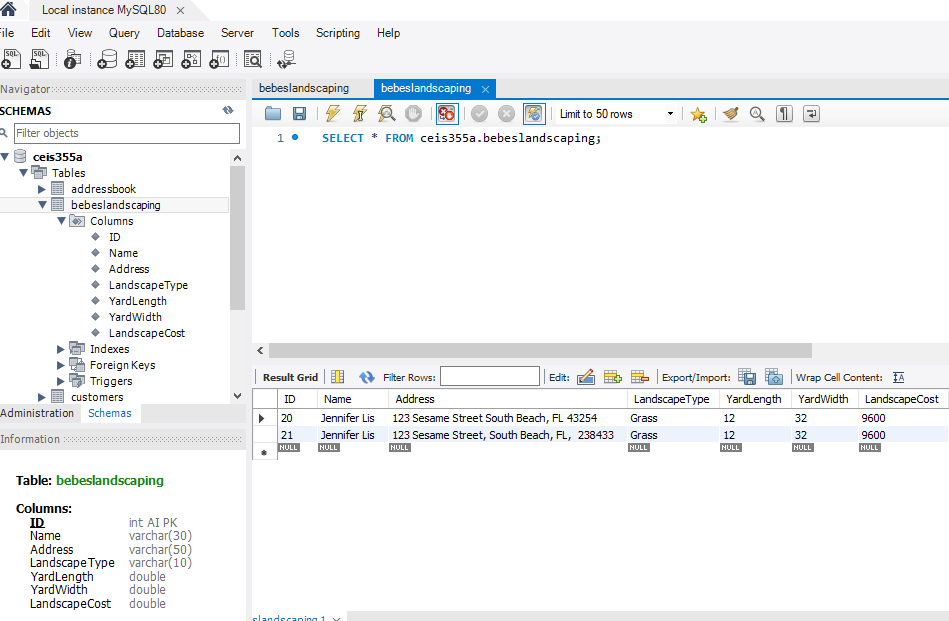 Local instance MySQL80
File Edit View Query Database Server Tools Scripting Help
Navigator
SCHEMAS
Filter objects
ceis355a
Tables
addressbook
bebeslandscaping
Columns
ID
Name
Address
LandscapeType
YardLength
YardWidth
LandscapeCost
Indexes
Foreign Keys
Triggers
customers
Administration Schemas
Information
Table: bebeslandscaping
Columns:
ID int AI PK
Name varchar(30)
Address varchar(50)
LandscapeType varchar(10)
YardLength double
YardWidth double
LandscapeCost double
bebeslandscaping bebeslandscaping
Limit to 50 rows
1 SELECT * FROM ceis355a.bebeslandscaping;
Result Grid Filter Rows: Edit: Export/Import: Wrap Cell Content: IA
ID Name Address LandscapeType YardLength YardWidth LandscapeCost
20 Jennifer Lis 123 Sesame Street South Beach, FL 43254 Grass 12 32 9600
21 Jennifer Lis 123 Sesame Street, South Beach, FL, 238433 Grass 12 32 9600
NULL NULL NULL NULL NULL NULL NULL
slandscaping 1